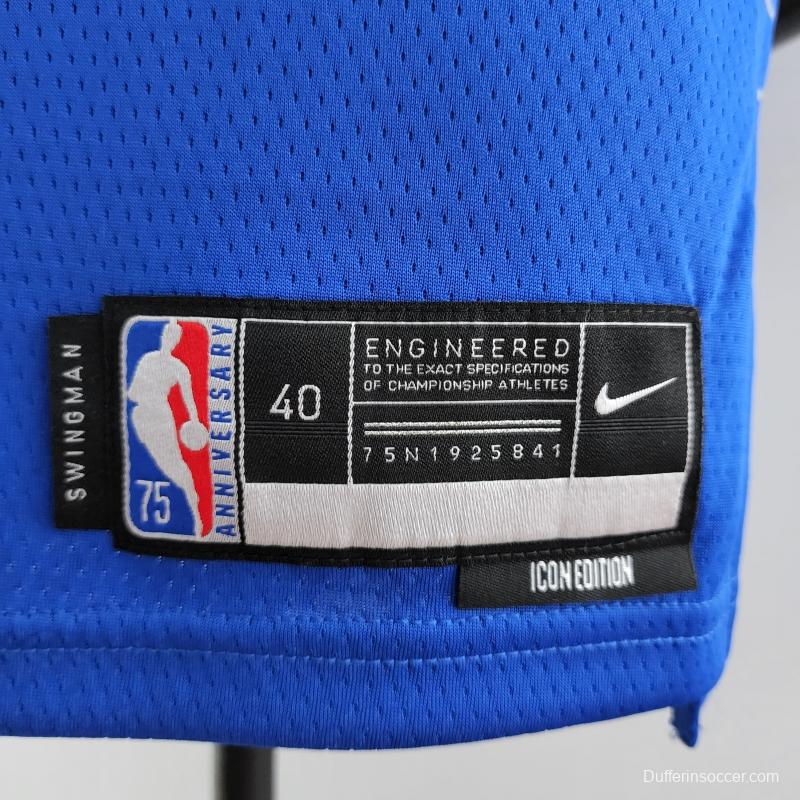 SWINGMAN
75
ANNIVERSARY
40
ENGINEERED
TO THE EXACT SPECIFICATIONS
OF CHAMPIONSHIP ATHLETES
75N1925841
ICON EDITION
Dufferinsoccer.com